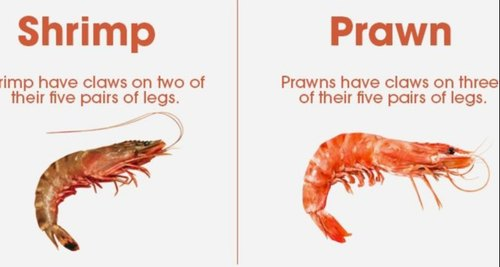 Shrimp
rimp have claws on two of
their five pairs of legs.
Prawn
Prawns have claws on three
of their five pairs of legs.